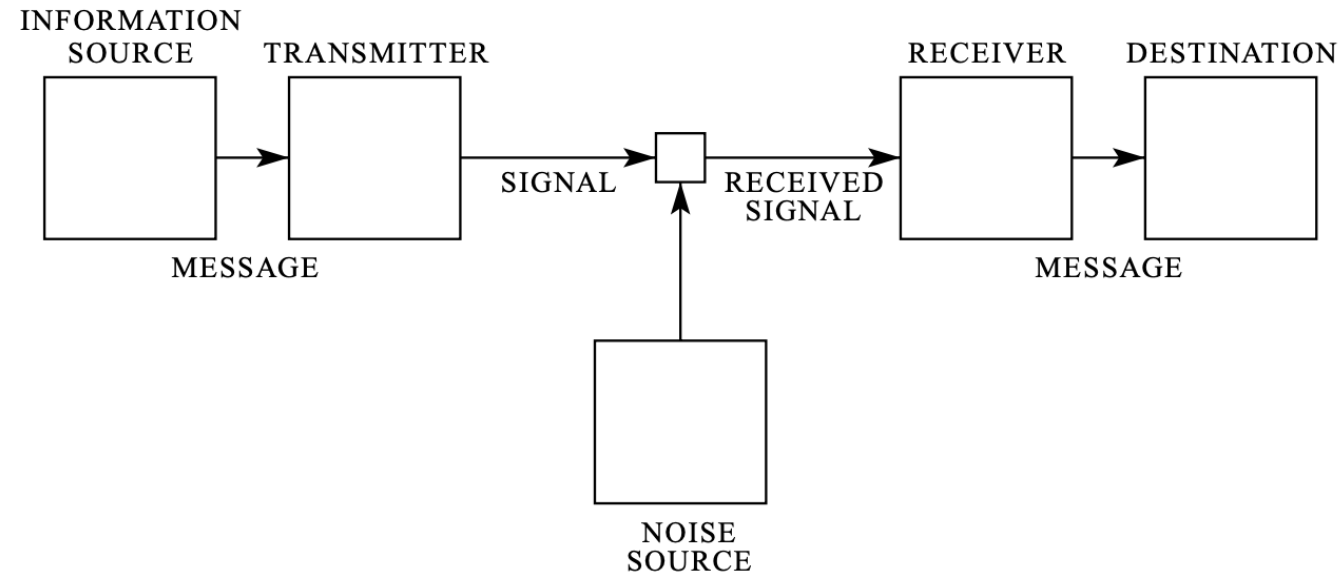 INFORMATION
SOURCE
TRANSMITTER
RECEIVER
DESTINATION
SIGNAL
RECEIVED
SIGNAL
MESSAGE
MESSAGE
NOISE
SOURCE